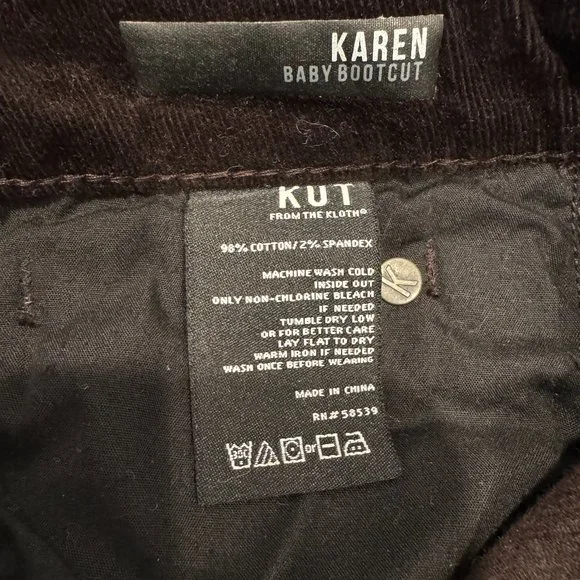 KAREN
BABY BOOTCUT
KUT
FROM THE KLOTH®
98% COTTON/2% SPANDEX
MACHINE WASH COLD
INSIDE OUT
ONLY NON-CHLORINE BLEACH
IF NEEDED
TUMBLE DRY LOW
OR FOR BETTER CARE
LAY FLAT TO DRY
WARM IRON IF NEEDED
WASH ONCE BEFORE WEARING
MADE IN CHINA
RN# 58539
30C or
K